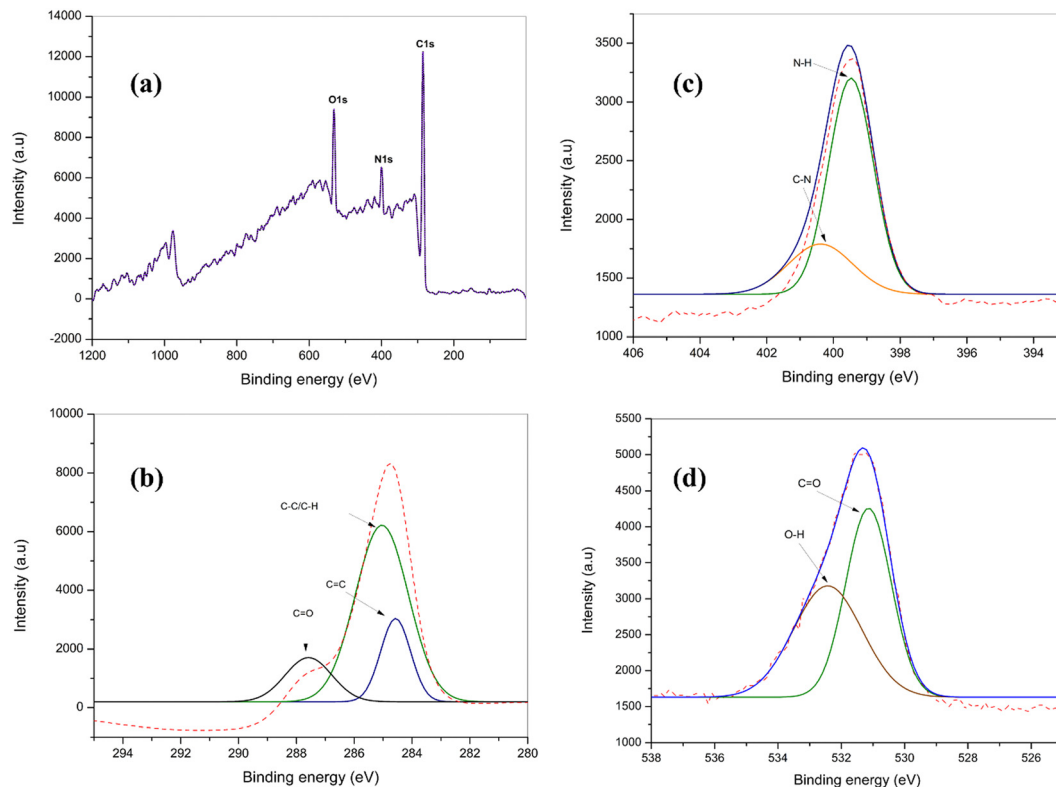 (a)
14000
12000
10000
8000
6000
4000
2000
0
-2000
1200 1000 800 600 400 200
C1s
O1s
N1s
Intensity (a.u)
Binding energy (eV)
(c)
3500
3000
2500
2000
1500
1000
406 404 402 400 398 396 394
N-H
C-N
Intensity (a.u)
Binding energy (eV)
(b)
10000
8000
6000
4000
2000
0
294 292 290 288 286 284 282 280
C-C/C-H
C=C
C=O
Intensity (a.u)
Binding energy (eV)
(d)
5500
5000
4500
4000
3500
3000
2500
2000
1500
1000
538 536 534 532 530 528 526
C=O
O-H
Intensity (a.u)
Binding energy (eV)